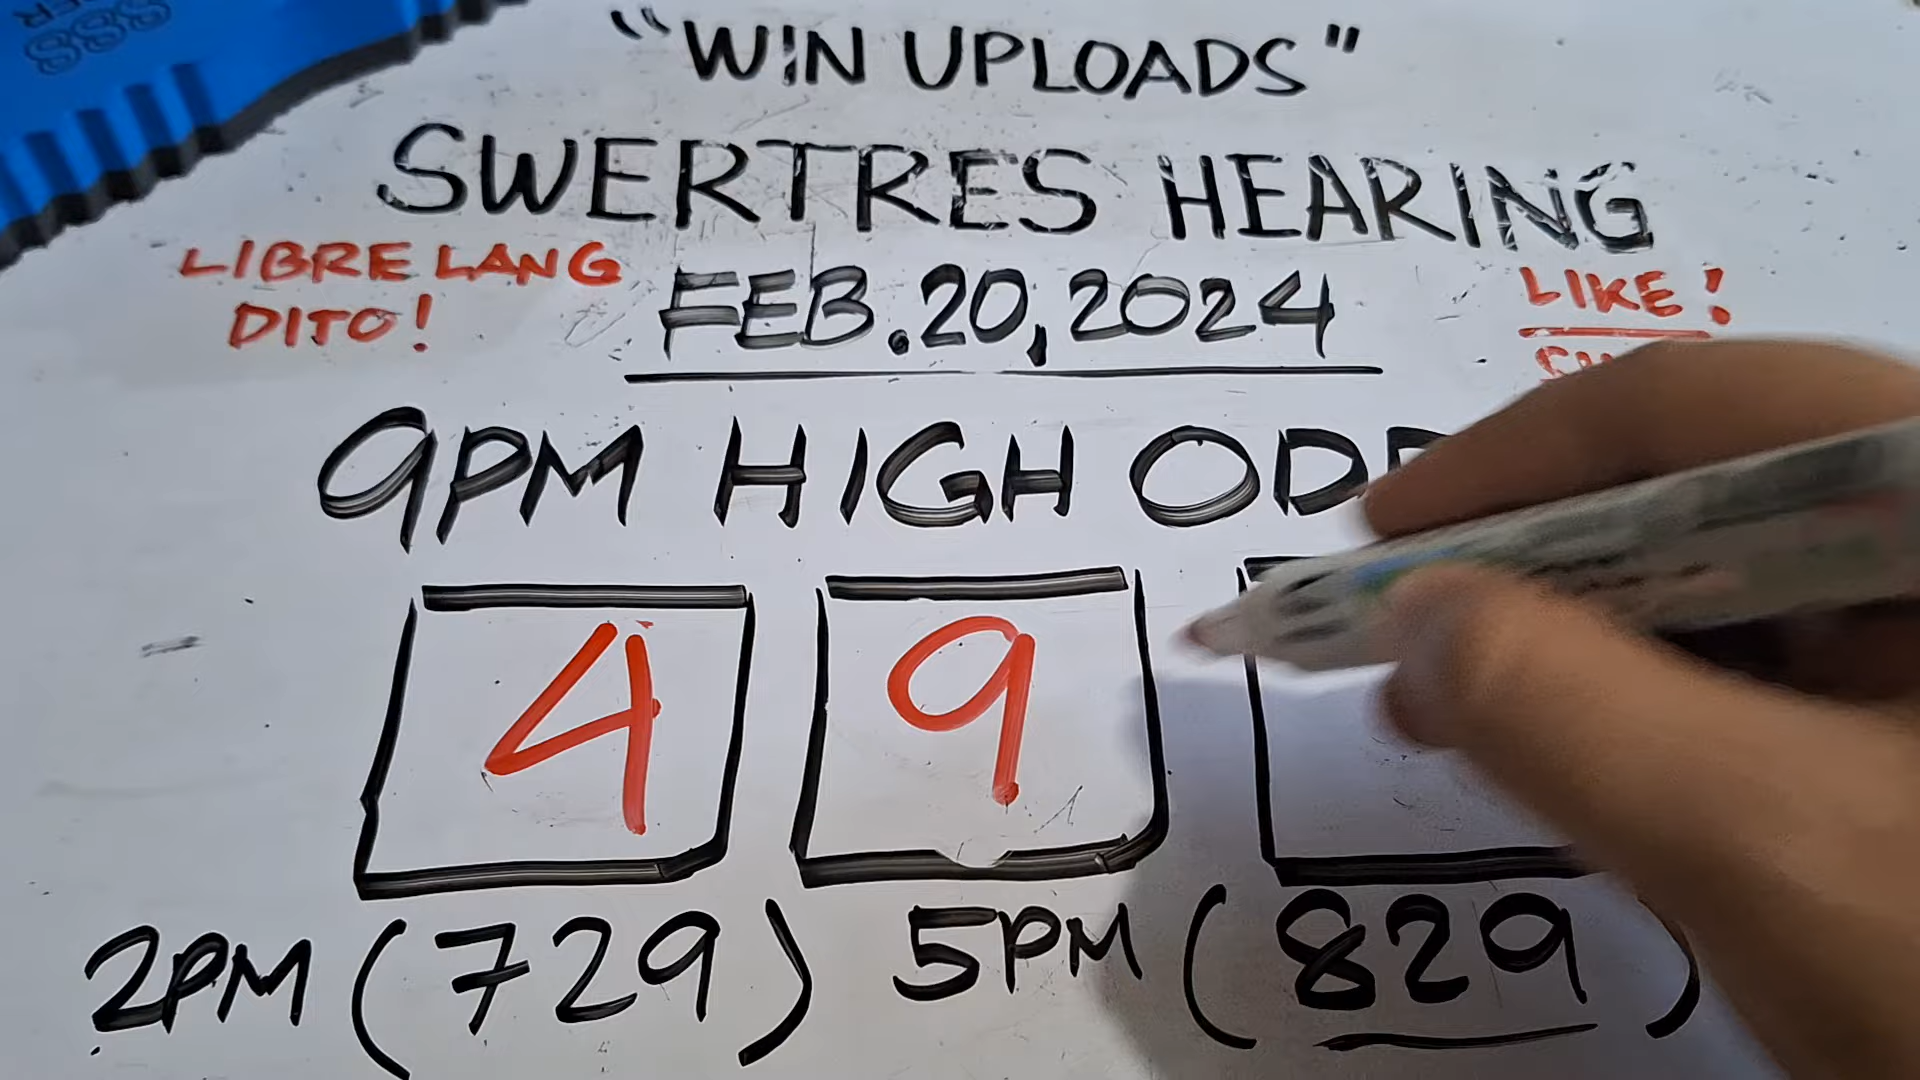 "WIN UPLOADS"
SWERTRES HEARING
LIBRE LANG
DITO!
FEB.20,2024
LIKE!
9PM HIGH
4 9
2PM (729) 5PM (829)